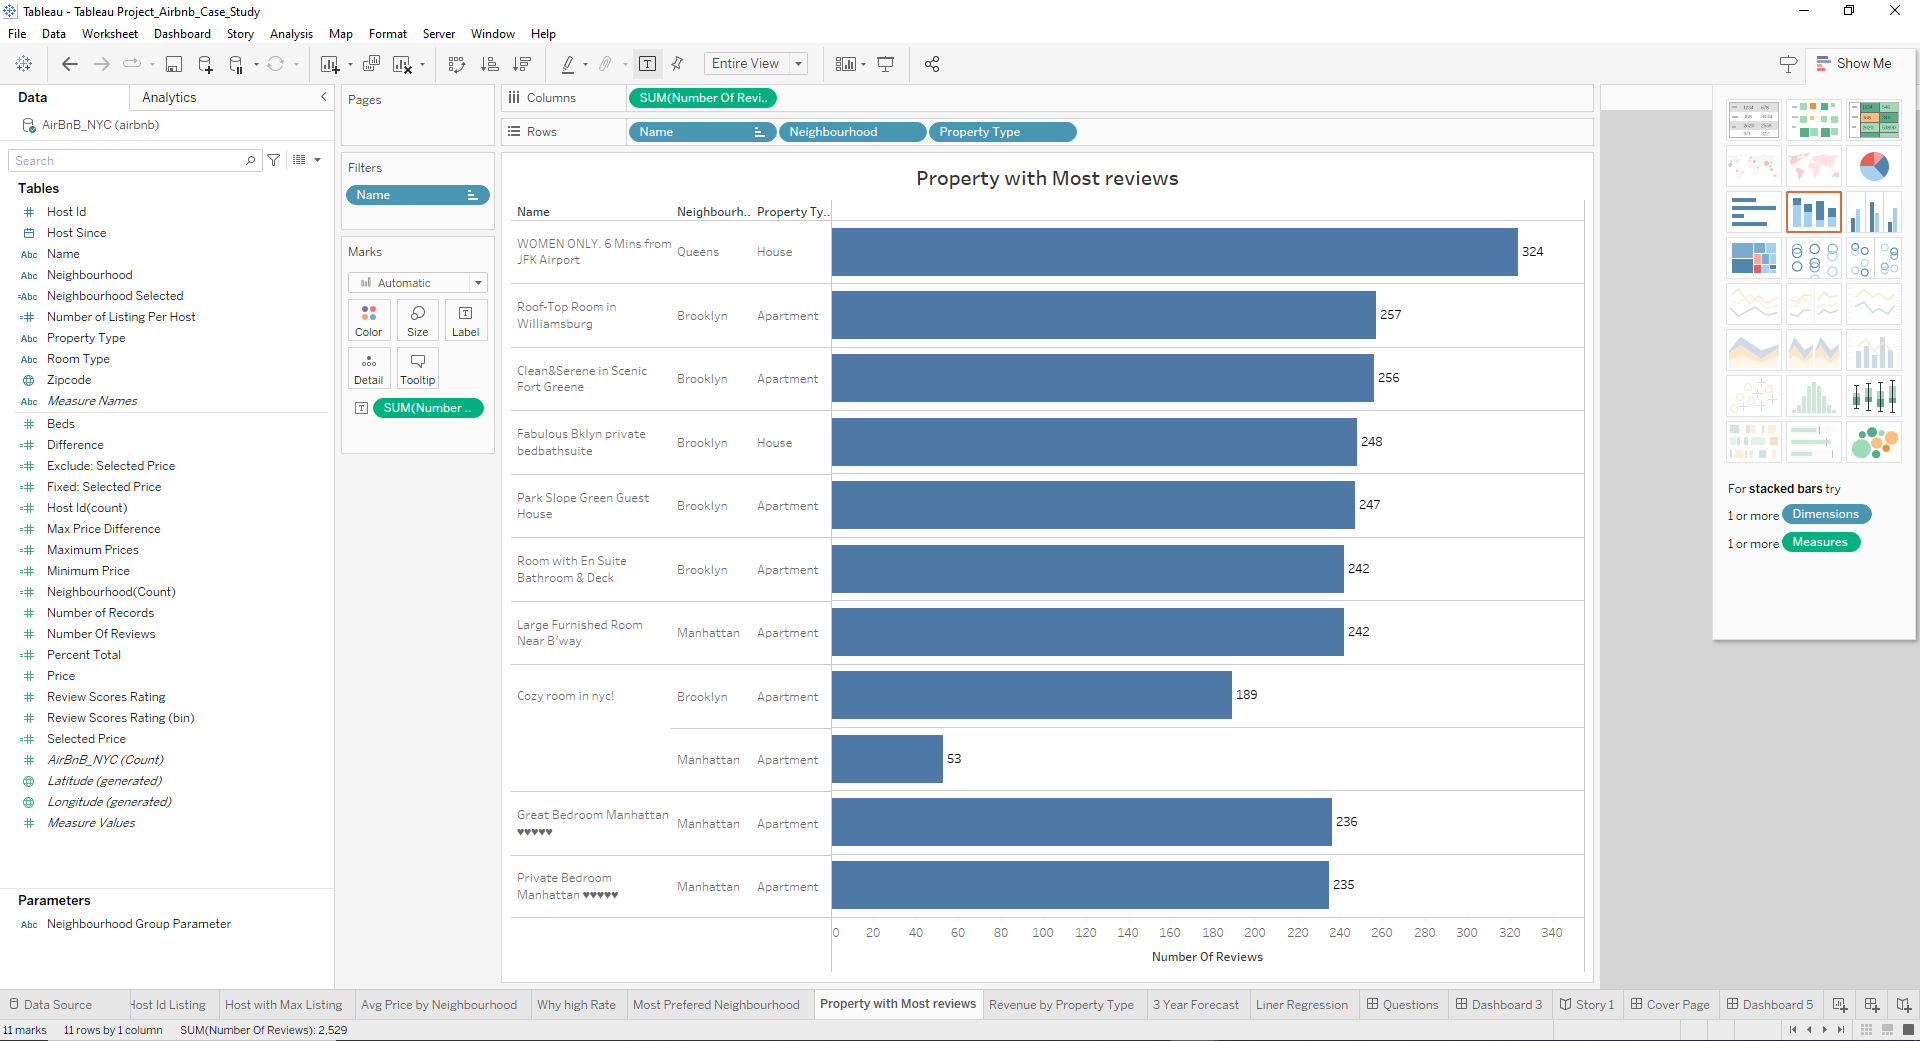 Tableau - Tableau Project_Airbnb_Case_Study
File Data Worksheet Dashboard Story Analysis Map Format Server Window Help
Entire View
Show Me
Data Analytics
AirBnB_NYC (airbnb)
Search
Tables
Host Id
Host Since
Abc Name
Abc Neighbourhood
=Abc Neighbourhood Selected
=# Number of Listing Per Host
Abc Property Type
Abc Room Type
Zipcode
Abc Measure Names
# Beds
=# Difference
=# Exclude: Selected Price
=# Fixed: Selected Price
=# Host Id(count)
=# Max Price Difference
=# Maximum Prices
=# Minimum Price
=# Neighbourhood(Count)
# Number of Records
# Number Of Reviews
=# Percent Total
# Price
# Review Scores Rating
# Review Scores Rating (bin)
=# Selected Price
# AirBnB_NYC (Count)
Latitude (generated)
Longitude (generated)
# Measure Values
Parameters
Abc Neighbourhood Group Parameter
Pages
Filters
Name
Marks
Automatic
Color Size Label
Detail Tooltip
SUM(Number ..
Columns SUM(Number Of Revi..
Rows Name Neighbourhood Property Type
Property with Most reviews
Name Neighbourh.. Property Ty..
WOMEN ONLY. 6 Mins from
JFK Airport
Queens House 324
Roof-Top Room in
Williamsburg
Brooklyn Apartment 257
Clean&Serene in Scenic
Fort Greene
Brooklyn Apartment 256
Fabulous Bklyn private
bedbathsuite
Brooklyn House 248
Park Slope Green Guest
House
Brooklyn Apartment 247
Room with En Suite
Bathroom & Deck
Brooklyn Apartment 242
Large Furnished Room
Near B'way
Manhattan Apartment 242
Cozy room in nyc! Brooklyn Apartment 189
Manhattan Apartment 53
Great Bedroom Manhattan
♥♥♥♥♥
Manhattan Apartment 236
Private Bedroom
Manhattan ♥♥♥♥♥
Manhattan Apartment 235
0 20 40 60 80 100 120 140 160 180 200 220 240 260 280 300 320 340
Number Of Reviews
For stacked bars try
1 or more Dimensions
1 or more Measures
Data Source Host Id Listing Host with Max Listing Avg Price by Neighbourhood Why high Rate Most Prefered Neighbourhood Property with Most reviews Revenue by Property Type 3 Year Forecast Liner Regression Questions Dashboard 3 Story 1 Cover Page Dashboard 5
11 marks 11 rows by 1 column SUM(Number Of Reviews): 2,529